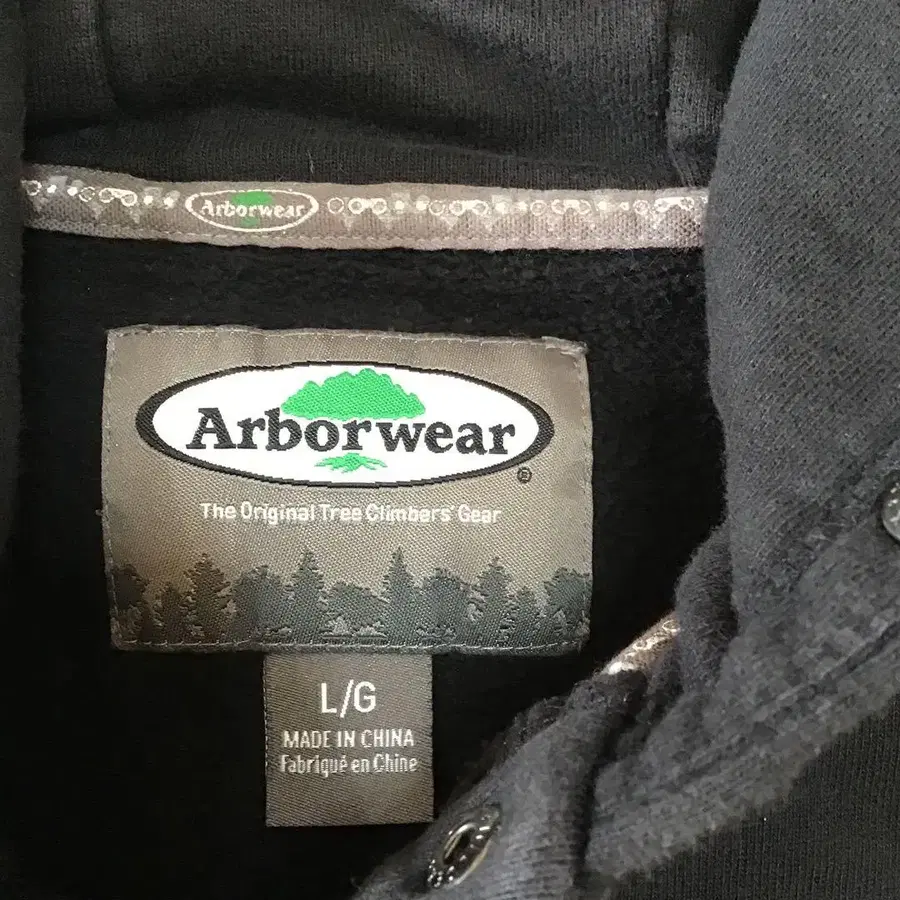 Arborwear
Arborwear
®
The Original Tree Climbers' Gear
L/G
MADE IN CHINA
Fabriqué en Chine